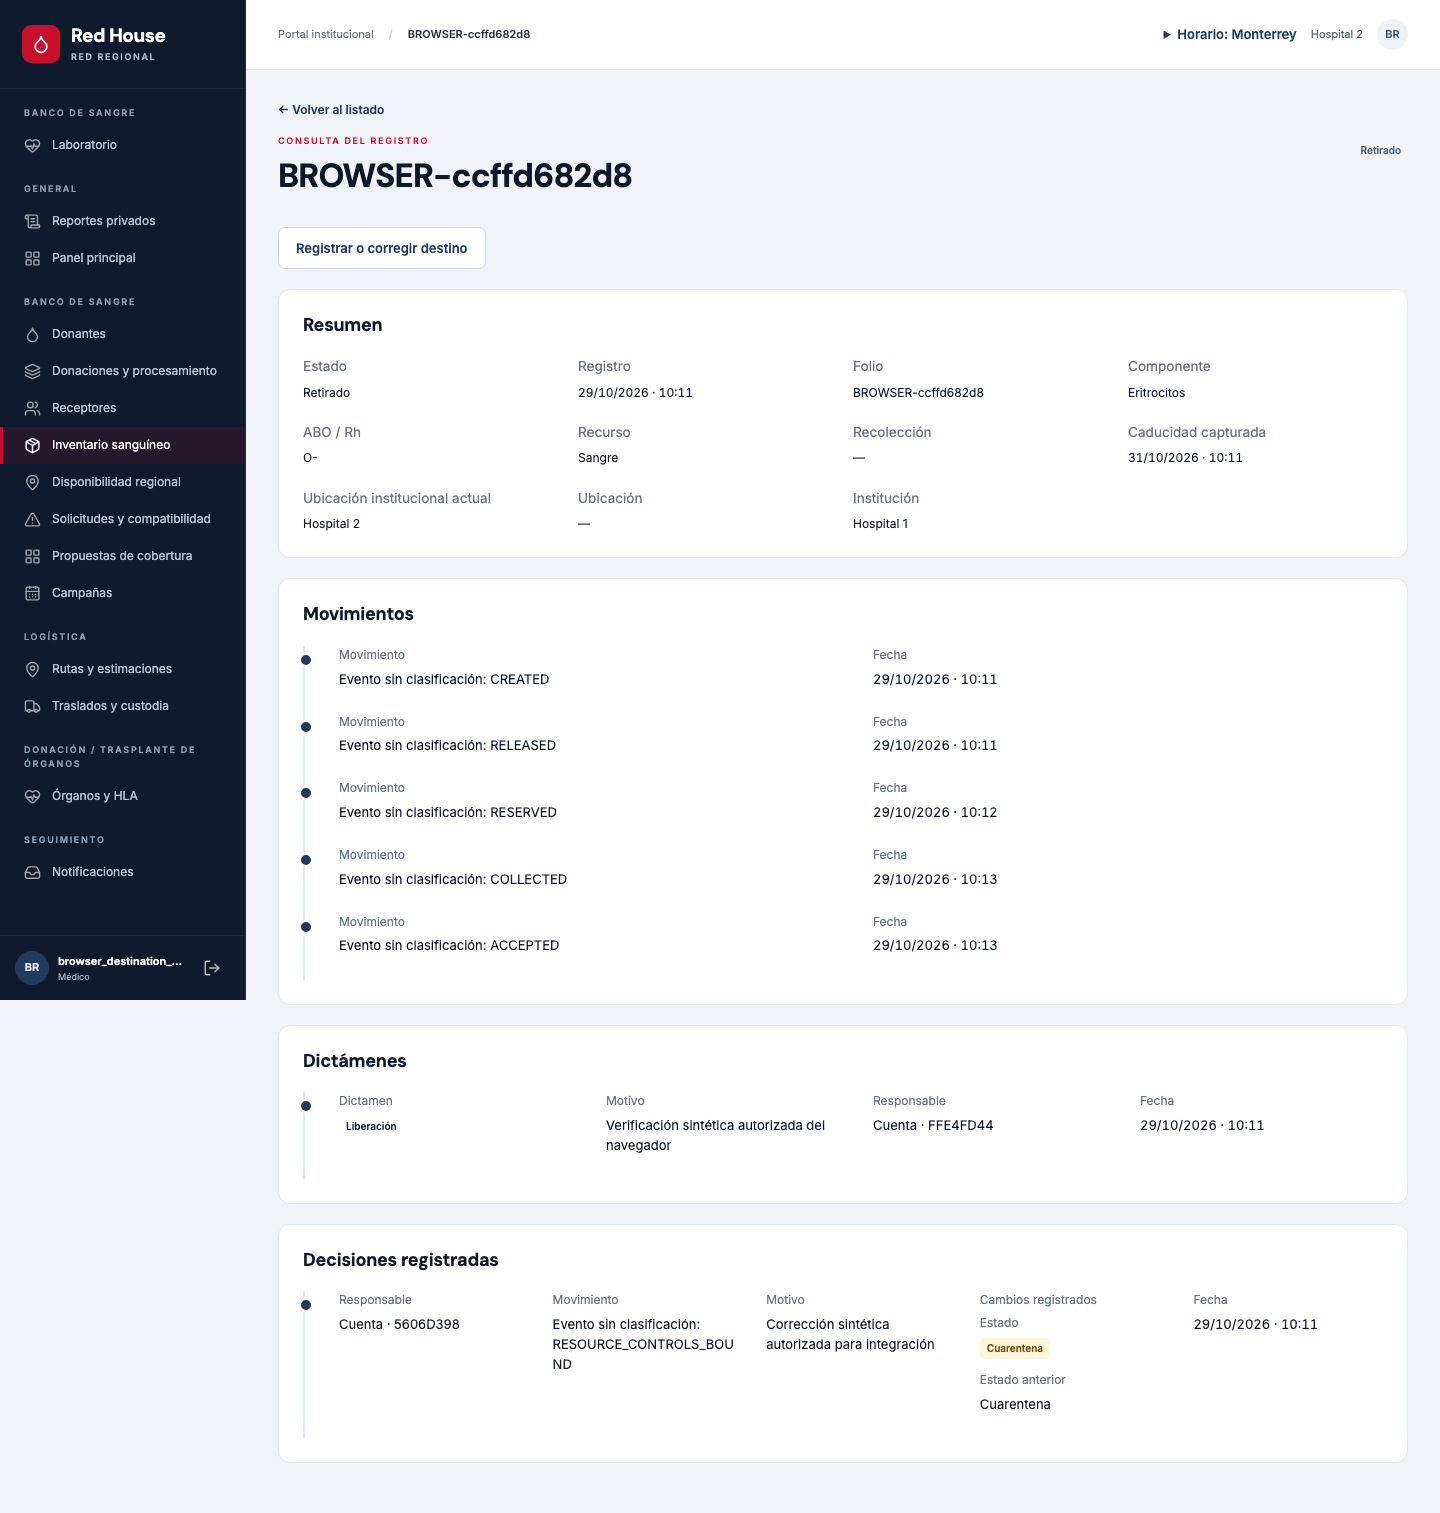 Red House
RED REGIONAL
BANCO DE SANGRE
Laboratorio
GENERAL
Reportes privados
Panel principal
BANCO DE SANGRE
Donantes
Donaciones y procesamiento
Receptores
Inventario sanguíneo
Disponibilidad regional
Solicitudes y compatibilidad
Propuestas de cobertura
Campañas
LOGÍSTICA
Rutas y estimaciones
Traslados y custodia
DONACIÓN / TRASPLANTE DE
ÓRGANOS
Órganos y HLA
SEGUIMIENTO
Notificaciones
BR
browser_destination_...
Médico
Portal institucional / BROWSER-ccffd682d8
▶ Horario: Monterrey Hospital 2 BR
← Volver al listado
CONSULTA DEL REGISTRO
BROWSER-ccffd682d8
Retirado
Registrar o corregir destino
Resumen
Estado Registro Folio Componente
Retirado 29/10/2026 · 10:11 BROWSER-ccffd682d8 Eritrocitos
ABO / Rh Recurso Recolección Caducidad capturada
O- Sangre — 31/10/2026 · 10:11
Ubicación institucional actual Ubicación Institución
Hospital 2 — Hospital 1
Movimientos
Movimiento Fecha
Evento sin clasificación: CREATED 29/10/2026 · 10:11
Movimiento Fecha
Evento sin clasificación: RELEASED 29/10/2026 · 10:11
Movimiento Fecha
Evento sin clasificación: RESERVED 29/10/2026 · 10:12
Movimiento Fecha
Evento sin clasificación: COLLECTED 29/10/2026 · 10:13
Movimiento Fecha
Evento sin clasificación: ACCEPTED 29/10/2026 · 10:13
Dictámenes
Dictamen Motivo Responsable Fecha
Liberación Verificación sintética autorizada del Cuenta · FFE4FD44 29/10/2026 · 10:11
navegador
Decisiones registradas
Responsable Movimiento Motivo Cambios registrados Fecha
Cuenta · 5606D398 Evento sin clasificación: Corrección sintética Estado 29/10/2026 · 10:11
RESOURCE_CONTROLS_BOU autorizada para integración Cuarentena
ND
Estado anterior
Cuarentena